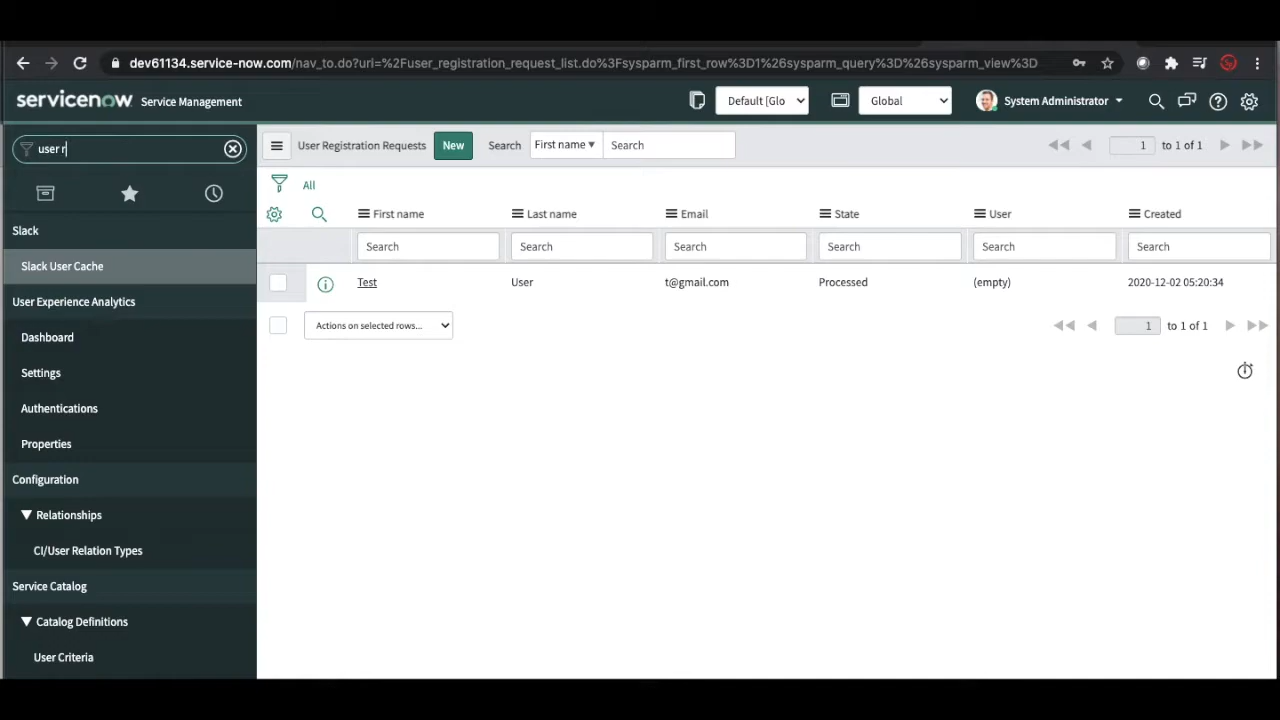 dev61134.service-now.com/nav_to.do?uri=%2Fuser_registration_request_list.do%3Fsysparm_first_row%3D1%26sysparm_query%3D%26sysparm_view%3D
servicenow Service Management Default [Glo Global System Administrator
user r User Registration Requests New Search First name Search 1 to 1 of 1
All
First name Last name Email State User Created
Slack
Search Search Search Search Search Search
Slack User Cache
Test User t@gmail.com Processed (empty) 2020-12-02 05:20:34
User Experience Analytics
Actions on selected rows... 1 to 1 of 1
Dashboard
Settings
Authentications
Properties
Configuration
Relationships
CI/User Relation Types
Service Catalog
Catalog Definitions
User Criteria